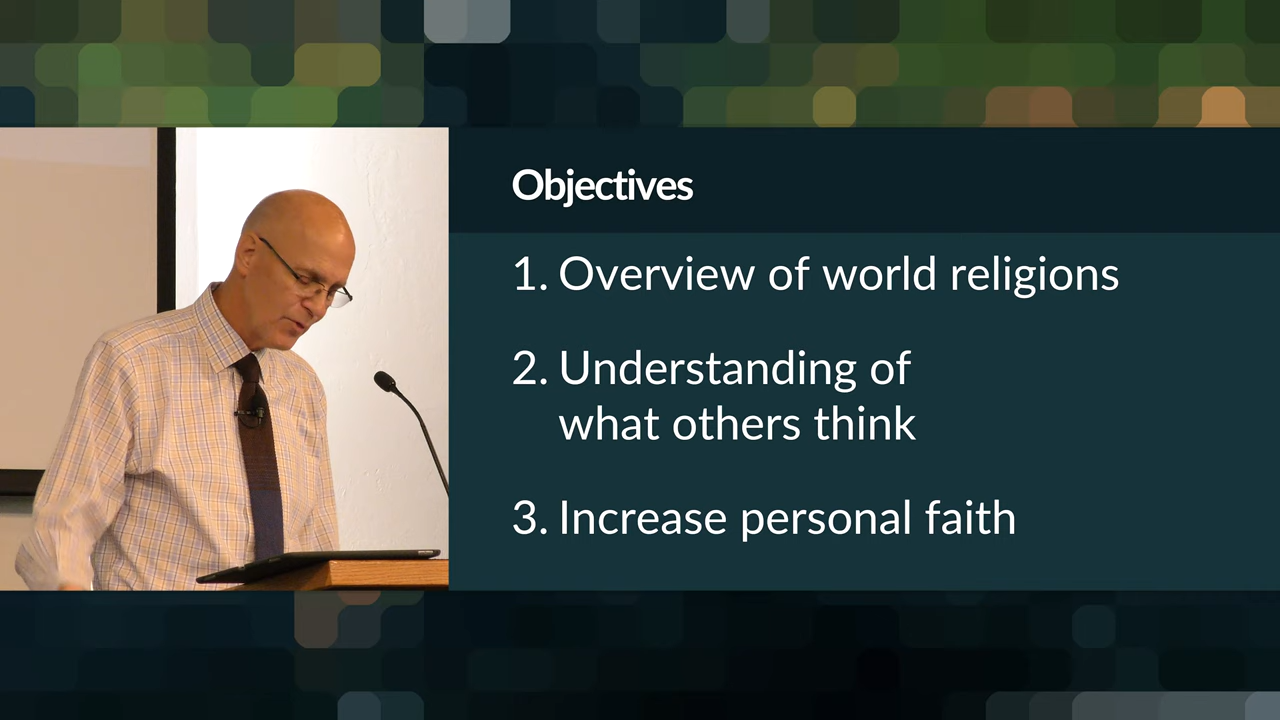 Objectives
1. Overview of world religions
2. Understanding of
what others think
3. Increase personal faith